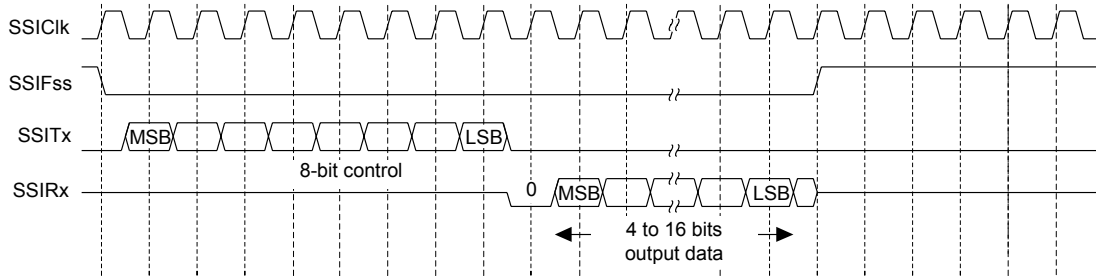 SSIClk
SSIFss
SSITx
MSB
LSB
8-bit control
SSIRx
0
MSB
LSB
4 to 16 bits
output data